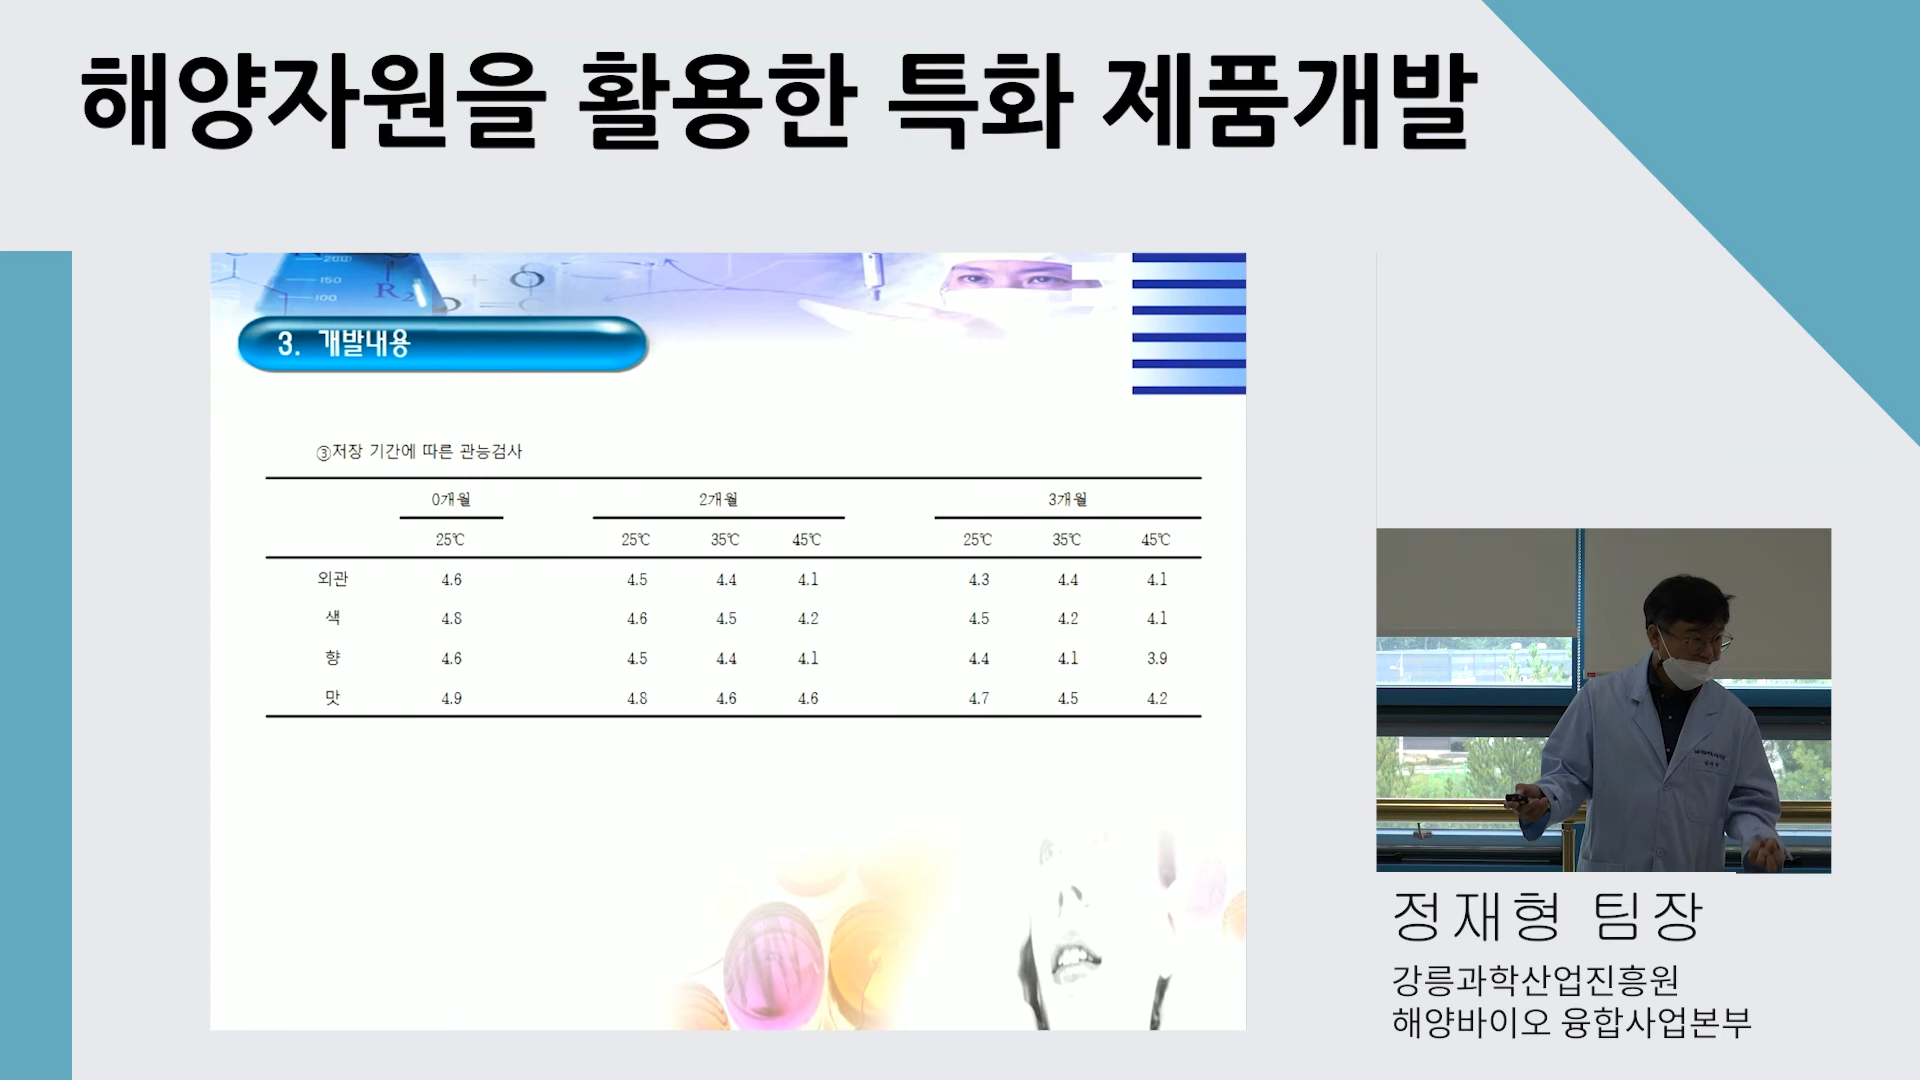 해양자원을 활용한 특화 제품개발
200
150
100
R2
3. 개발내용
③저장 기간에 따른 관능검사
0개월 2개월 3개월
25℃ 25℃ 35℃ 45℃ 25℃ 35℃ 45℃
외관 4.6 4.5 4.4 4.1 4.3 4.4 4.1
색 4.8 4.6 4.5 4.2 4.5 4.2 4.1
향 4.6 4.5 4.4 4.1 4.4 4.1 3.9
맛 4.9 4.8 4.6 4.6 4.7 4.5 4.2
정재형 팀장
강릉과학산업진흥원
해양바이오 융합사업본부